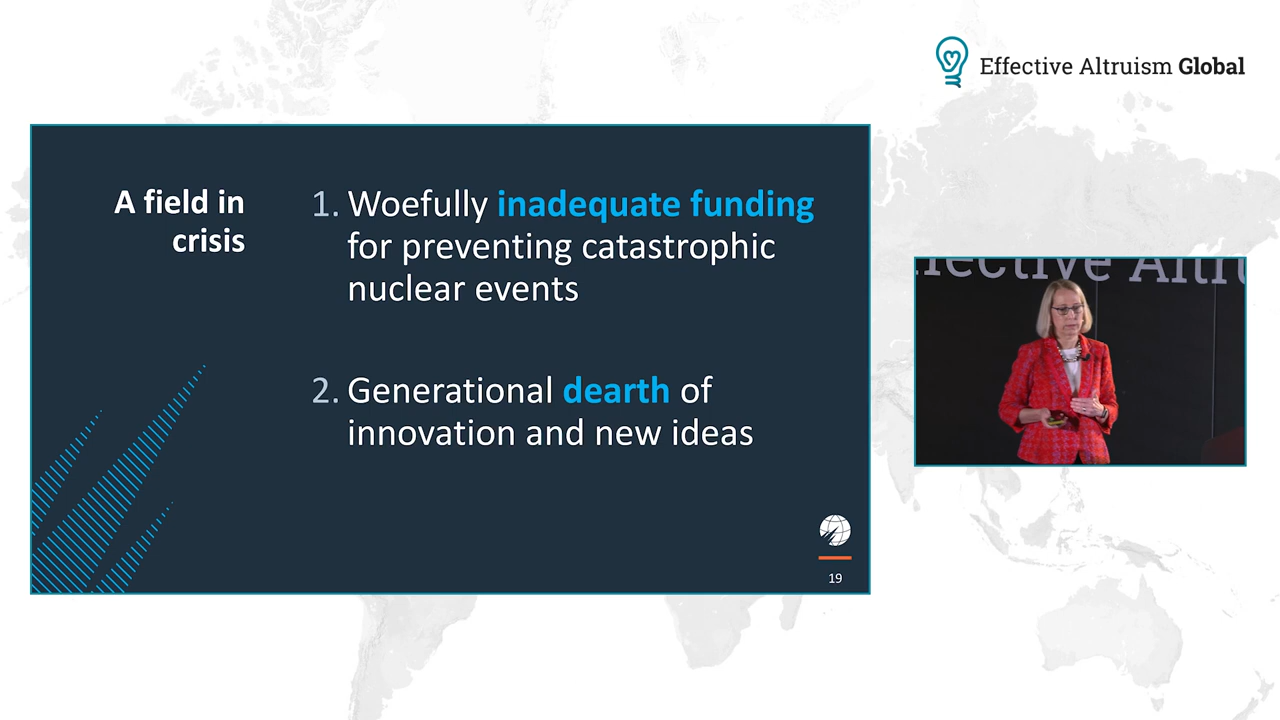 Effective Altruism Global
A field in
crisis
1. Woefully inadequate funding
for preventing catastrophic
nuclear events
2. Generational dearth of
innovation and new ideas
19